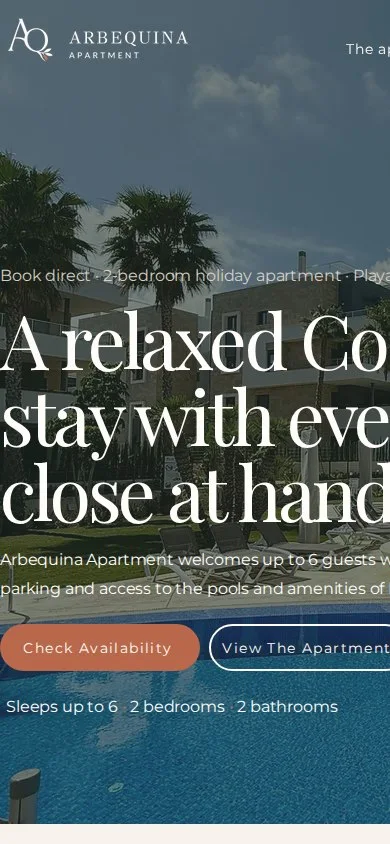 AQ ARBEQUINA
APARTMENT
The ap
Book direct · 2-bedroom holiday apartment · Playa
A relaxed Co
stay with eve
close at hand
Arbequina Apartment welcomes up to 6 guests w
parking and access to the pools and amenities of
Check Availability
View The Apartment
Sleeps up to 6 · 2 bedrooms · 2 bathrooms